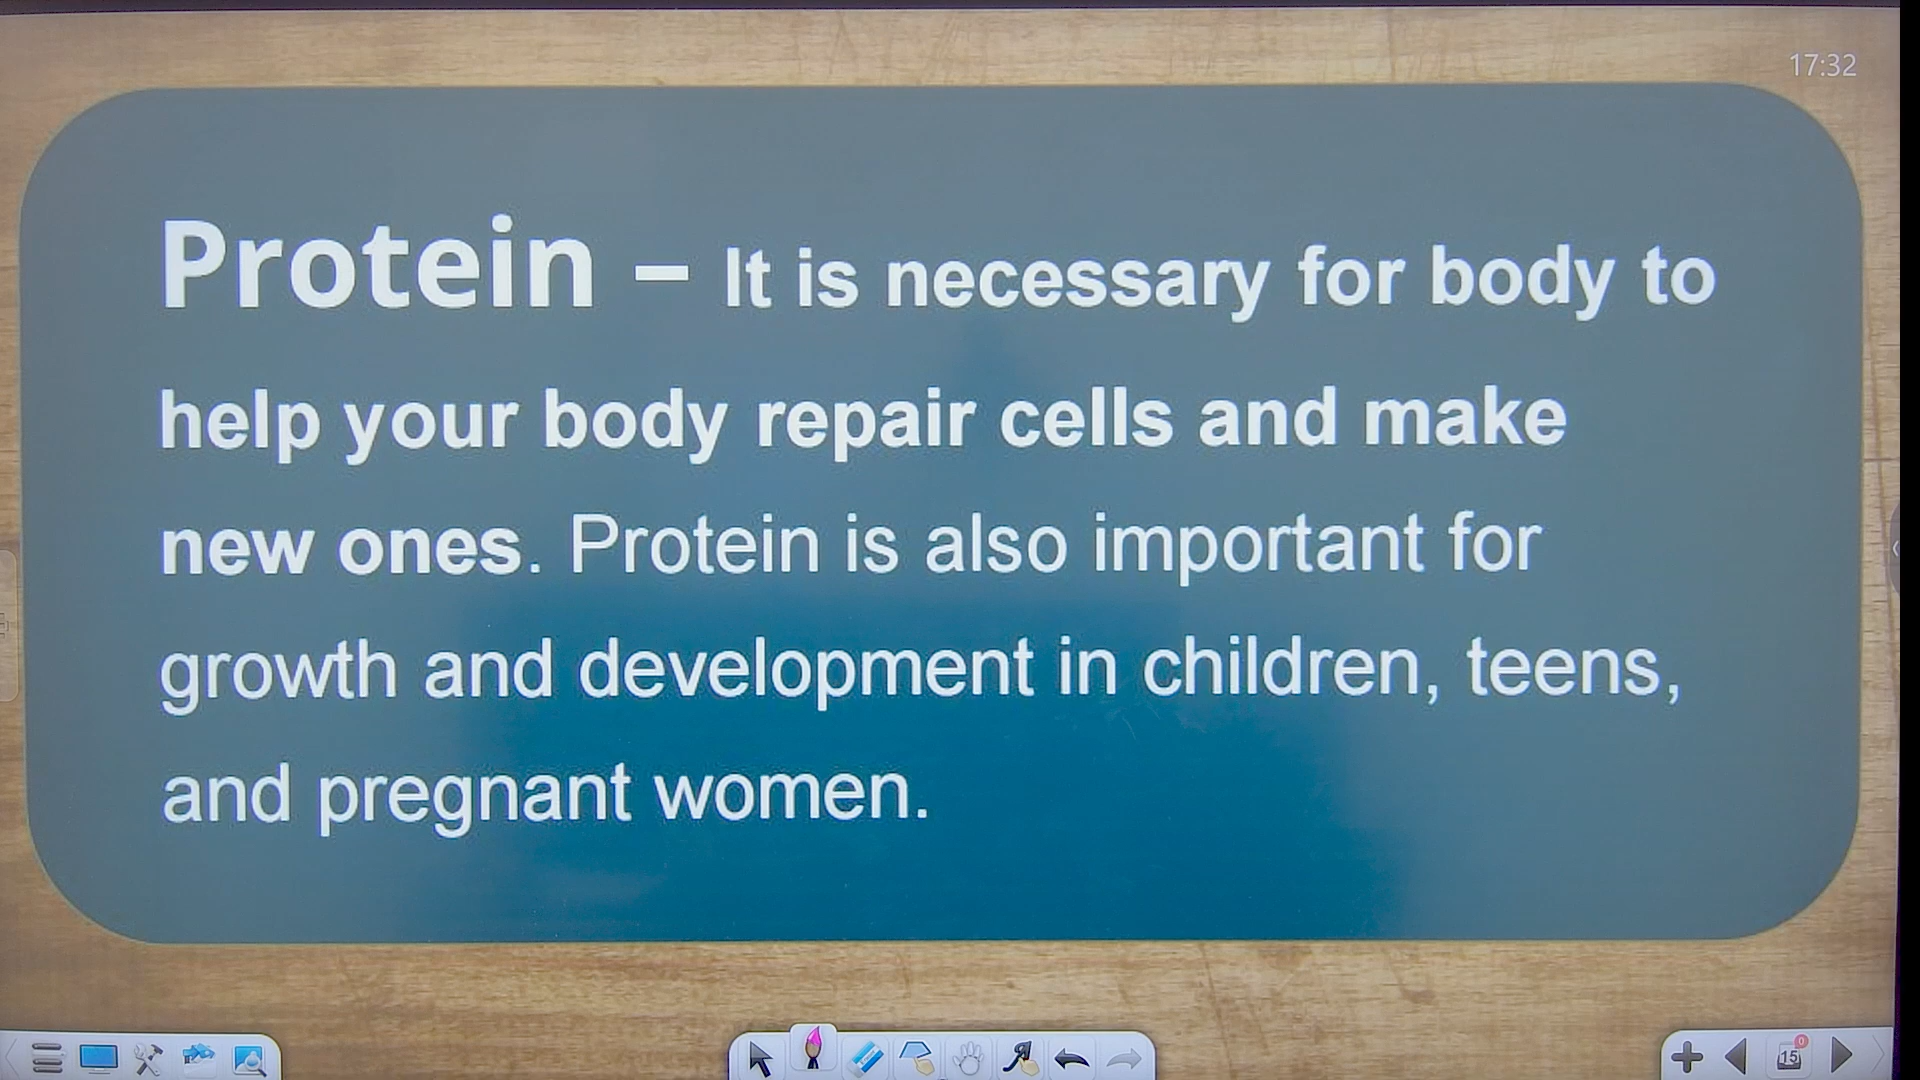 17:32
Protein – It is necessary for body to
help your body repair cells and make
new ones. Protein is also important for
growth and development in children, teens,
and pregnant women.
15
0